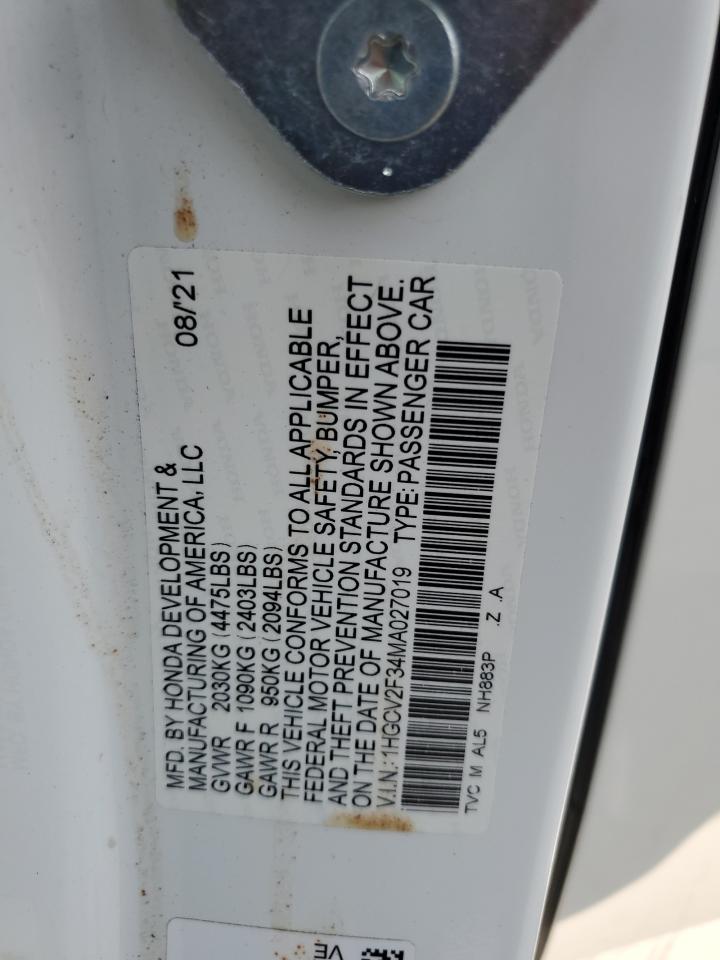 MFD. BY HONDA DEVELOPMENT & 08/'21
MANUFACTURING OF AMERICA, LLC
GVWR 2030KG (4475LBS)
GAWR F 1090KG (2403LBS)
GAWR R 950KG (2094LBS)
THIS VEHICLE CONFORMS TO ALL APPLICABLE
FEDERAL MOTOR VEHICLE SAFETY, BUMPER,
AND THEFT PREVENTION STANDARDS IN EFFECT
ON THE DATE OF MANUFACTURE SHOWN ABOVE.
V.I.N.: 1HGCV2F34MA027019 TYPE: PASSENGER CAR
TVC M AL5 NH883P .Z .A
VE